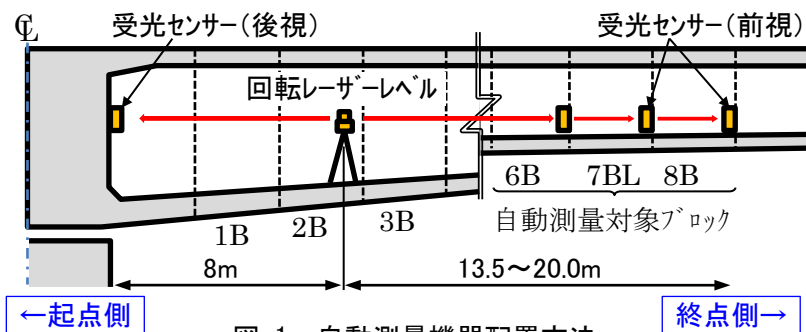 ℄
受光センサー(後視)
受光センサー(前視)
回転レーザーレベル
6B 7BL 8B
1B 2B 3B
自動測量対象ブロック
8m
13.5～20.0m
←起点側
終点側→